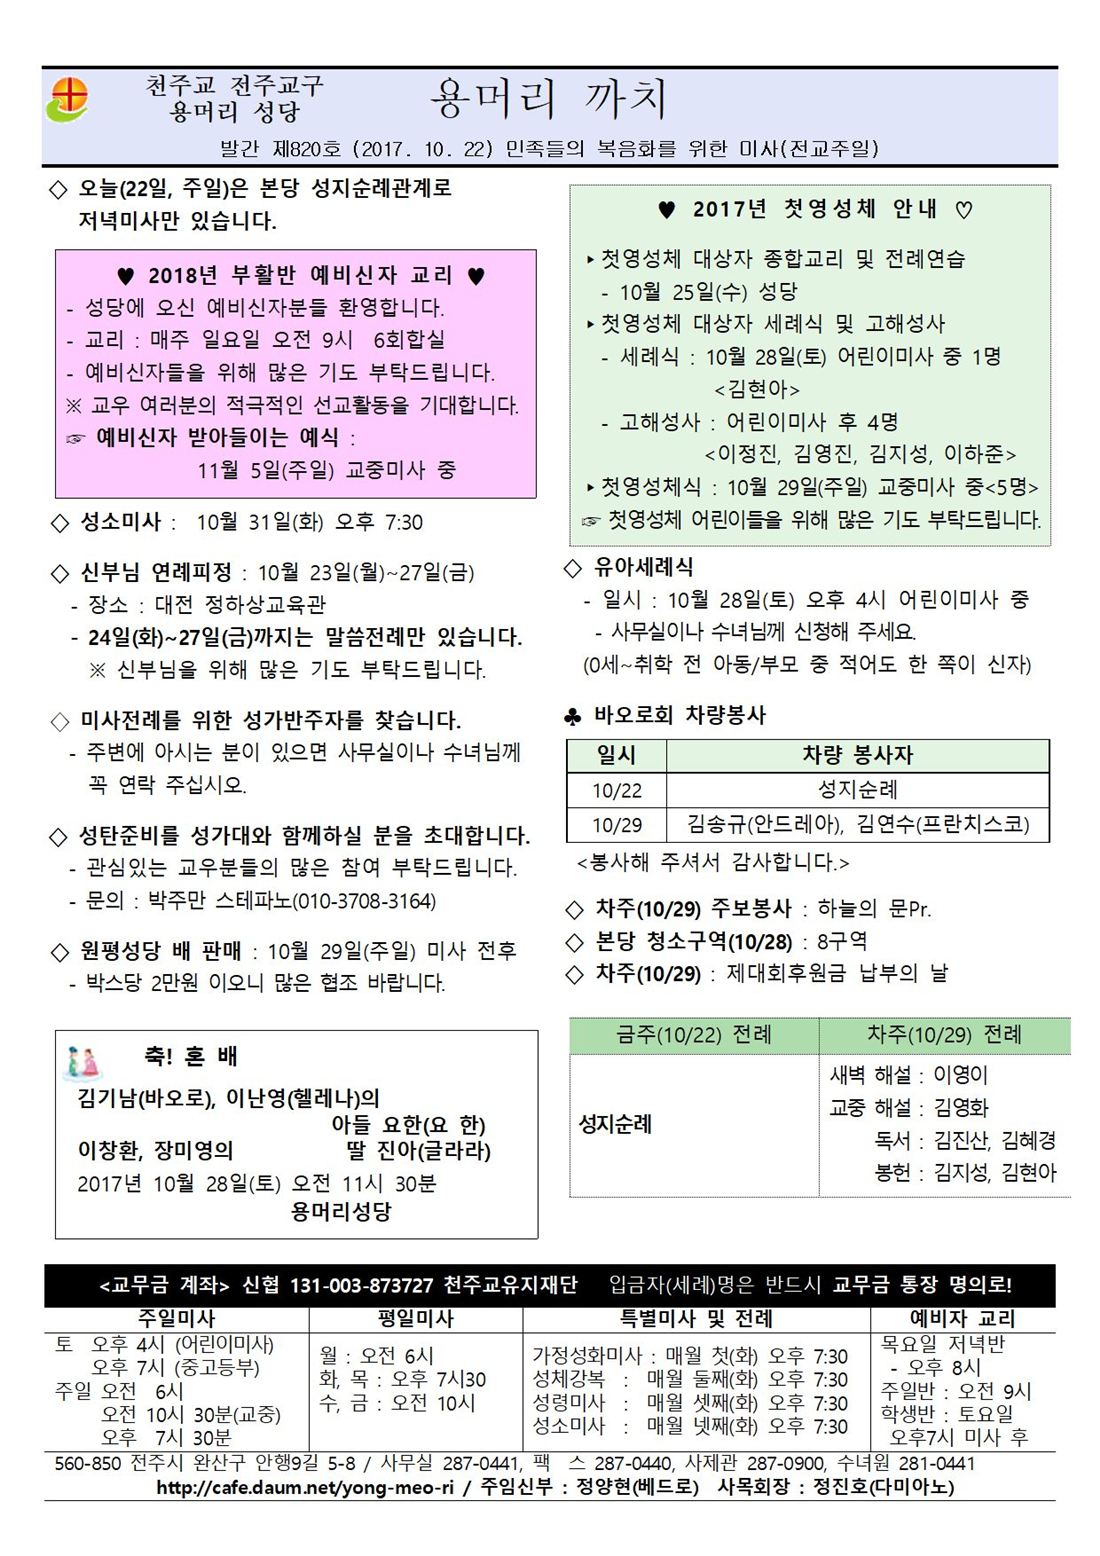 천주교 전주교구
용머리 성당
용머리 까치
발간 제820호 (2017. 10. 22) 민족들의 복음화를 위한 미사(전교주일)
◇ 오늘(22일, 주일)은 본당 성지순례관계로
저녁미사만 있습니다.
♥ 2018년 부활반 예비신자 교리 ♥
- 성당에 오신 예비신자분들 환영합니다.
- 교리 : 매주 일요일 오전 9시 6회합실
- 예비신자들을 위해 많은 기도 부탁드립니다.
※ 교우 여러분의 적극적인 선교활동을 기대합니다.
☞ 예비신자 받아들이는 예식 :
11월 5일(주일) 교중미사 중
◇ 성소미사 : 10월 31일(화) 오후 7:30
◇ 신부님 연례피정 : 10월 23일(월)~27일(금)
- 장소 : 대전 정하상교육관
- 24일(화)~27일(금)까지는 말씀전례만 있습니다.
※ 신부님을 위해 많은 기도 부탁드립니다.
◇ 미사전례를 위한 성가반주자를 찾습니다.
- 주변에 아시는 분이 있으면 사무실이나 수녀님께
꼭 연락 주십시오.
◇ 성탄준비를 성가대와 함께하실 분을 초대합니다.
- 관심있는 교우분들의 많은 참여 부탁드립니다.
- 문의 : 박주만 스테파노(010-3708-3164)
◇ 원평성당 배 판매 : 10월 29일(주일) 미사 전후
- 박스당 2만원 이오니 많은 협조 바랍니다.
축! 혼 배
김기남(바오로), 이난영(헬레나)의
아들 요한(요 한)
이창환, 장미영의 딸 진아(글라라)
2017년 10월 28일(토) 오전 11시 30분
용머리성당
♥ 2017년 첫영성체 안내 ♡
▸첫영성체 대상자 종합교리 및 전례연습
- 10월 25일(수) 성당
▸첫영성체 대상자 세례식 및 고해성사
- 세례식 : 10월 28일(토) 어린이미사 중 1명
<김현아>
- 고해성사 : 어린이미사 후 4명
<이정진, 김영진, 김지성, 이하준>
▸첫영성체식 : 10월 29일(주일) 교중미사 중<5명>
☞ 첫영성체 어린이들을 위해 많은 기도 부탁드립니다.
◇ 유아세례식
- 일시 : 10월 28일(토) 오후 4시 어린이미사 중
- 사무실이나 수녀님께 신청해 주세요.
(0세~취학 전 아동/부모 중 적어도 한 쪽이 신자)
♣ 바오로회 차량봉사
일시 차량 봉사자
10/22 성지순례
10/29 김송규(안드레아), 김연수(프란치스코)
<봉사해 주셔서 감사합니다.>
◇ 차주(10/29) 주보봉사 : 하늘의 문Pr.
◇ 본당 청소구역(10/28) : 8구역
◇ 차주(10/29) : 제대회후원금 납부의 날
금주(10/22) 전례 차주(10/29) 전례
성지순례
새벽 해설 : 이영이
교중 해설 : 김영화
독서 : 김진산, 김혜경
봉헌 : 김지성, 김현아
<교무금 계좌> 신협 131-003-873727 천주교유지재단 입금자(세례)명은 반드시 교무금 통장 명의로!
주일미사
토 오후 4시 (어린이미사)
오후 7시 (중고등부)
주일 오전 6시
오전 10시 30분(교중)
오후 7시 30분
평일미사
월 : 오전 6시
화, 목 : 오후 7시30
수, 금 : 오전 10시
특별미사 및 전례
가정성화미사 : 매월 첫(화) 오후 7:30
성체강복 : 매월 둘째(화) 오후 7:30
성령미사 : 매월 셋째(화) 오후 7:30
성소미사 : 매월 넷째(화) 오후 7:30
예비자 교리
목요일 저녁반
- 오후 8시
주일반 : 오전 9시
학생반 : 토요일
오후7시 미사 후
560-850 전주시 완산구 안행9길 5-8 / 사무실 287-0441, 팩 스 287-0440, 사제관 287-0900, 수녀원 281-0441
http://cafe.daum.net/yong-meo-ri / 주임신부 : 정양현(베드로) 사목회장 : 정진호(다미아노)